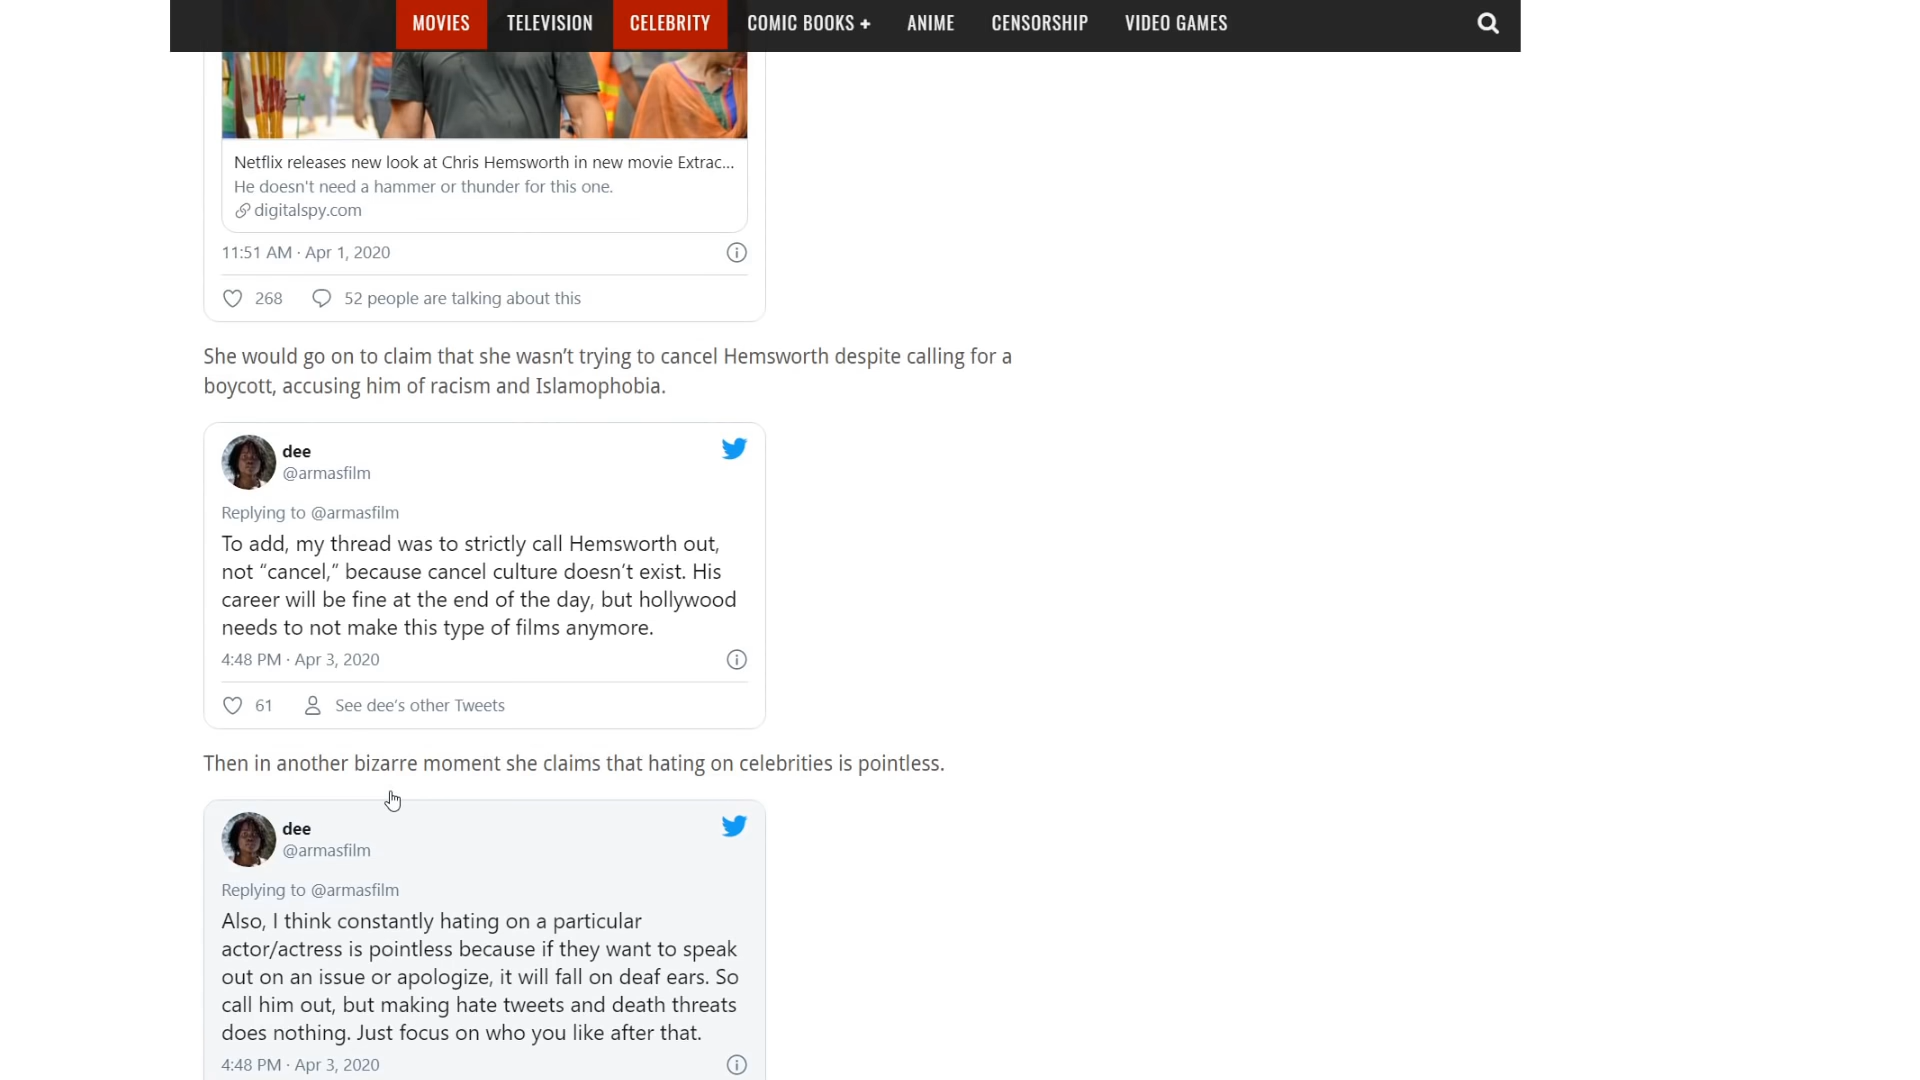 MOVIES TELEVISION CELEBRITY COMIC BOOKS + ANIME CENSORSHIP VIDEO GAMES
Netflix releases new look at Chris Hemsworth in new movie Extrac...
He doesn't need a hammer or thunder for this one.
digitalspy.com
11:51 AM · Apr 1, 2020
268 52 people are talking about this
She would go on to claim that she wasn’t trying to cancel Hemsworth despite calling for a
boycott, accusing him of racism and Islamophobia.
dee
@armasfilm
Replying to @armasfilm
To add, my thread was to strictly call Hemsworth out,
not “cancel,” because cancel culture doesn’t exist. His
career will be fine at the end of the day, but hollywood
needs to not make this type of films anymore.
4:48 PM · Apr 3, 2020
61 See dee’s other Tweets
Then in another bizarre moment she claims that hating on celebrities is pointless.
dee
@armasfilm
Replying to @armasfilm
Also, I think constantly hating on a particular
actor/actress is pointless because if they want to speak
out on an issue or apologize, it will fall on deaf ears. So
call him out, but making hate tweets and death threats
does nothing. Just focus on who you like after that.
4:48 PM · Apr 3, 2020